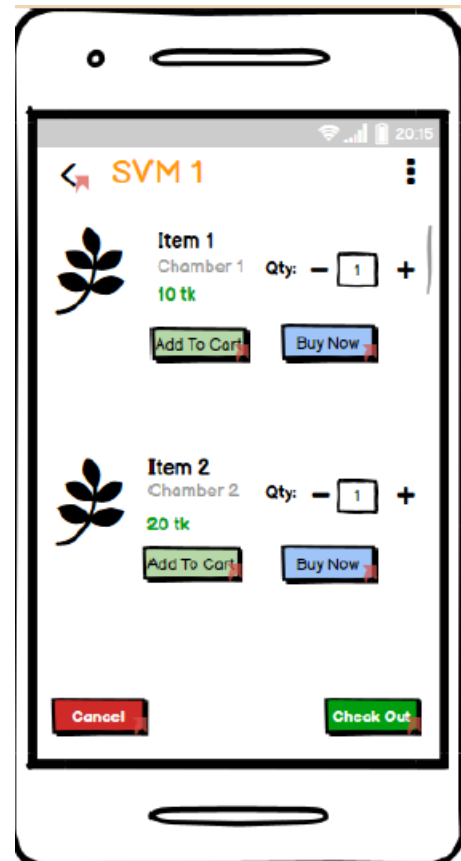 20:15
SVM 1
Item 1
Chamber 1
Qty: 1
10 tk
Add To Cart
Buy Now
Item 2
Chamber 2
Qty: 1
20 tk
Add To Cart
Buy Now
Cancel
Check Out